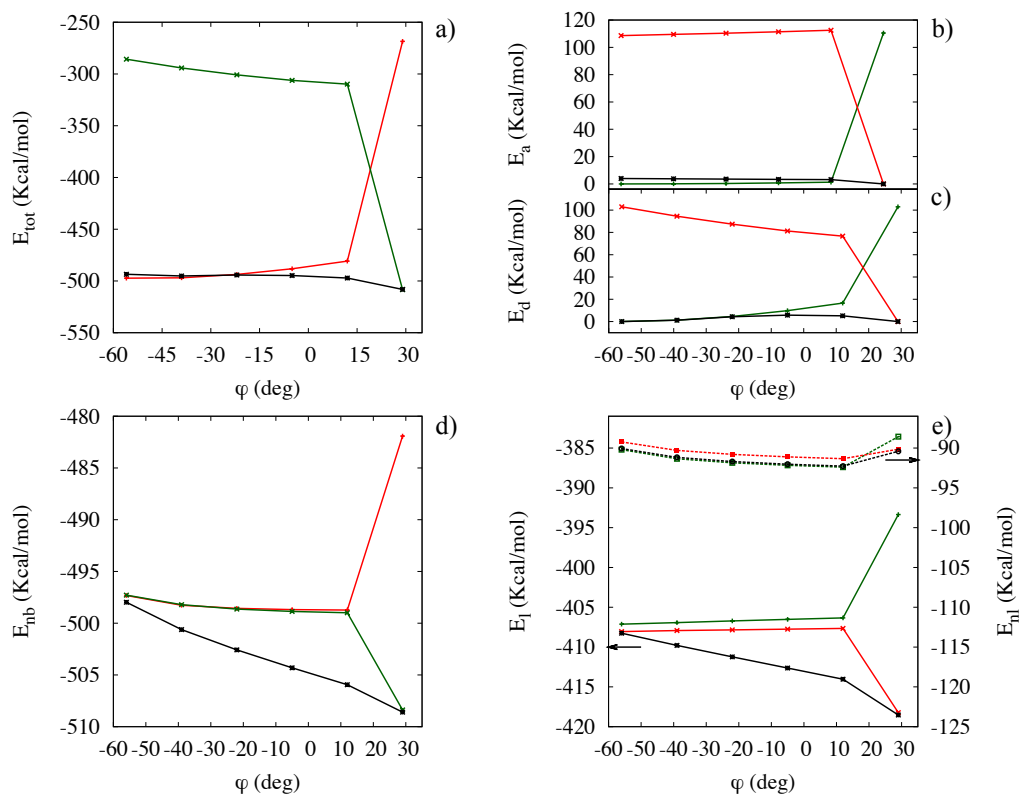 a)
-250
-300
-350
-400
-450
-500
-550
E_tot (Kcal/mol)
-60 -45 -30 -15 0 15 30
φ (deg)
b)
120
100
80
60
40
20
0
E_a (Kcal/mol)
c)
100
80
60
40
20
0
E_d (Kcal/mol)
-60 -50 -40 -30 -20 -10 0 10 20 30
φ (deg)
d)
-480
-485
-490
-495
-500
-505
-510
E_nb (Kcal/mol)
-60 -50 -40 -30 -20 -10 0 10 20 30
φ (deg)
e)
-385
-390
-395
-400
-405
-410
-415
-420
E_l (Kcal/mol)
-90
-95
-100
-105
-110
-115
-120
-125
E_nl (Kcal/mol)
-60 -50 -40 -30 -20 -10 0 10 20 30
φ (deg)